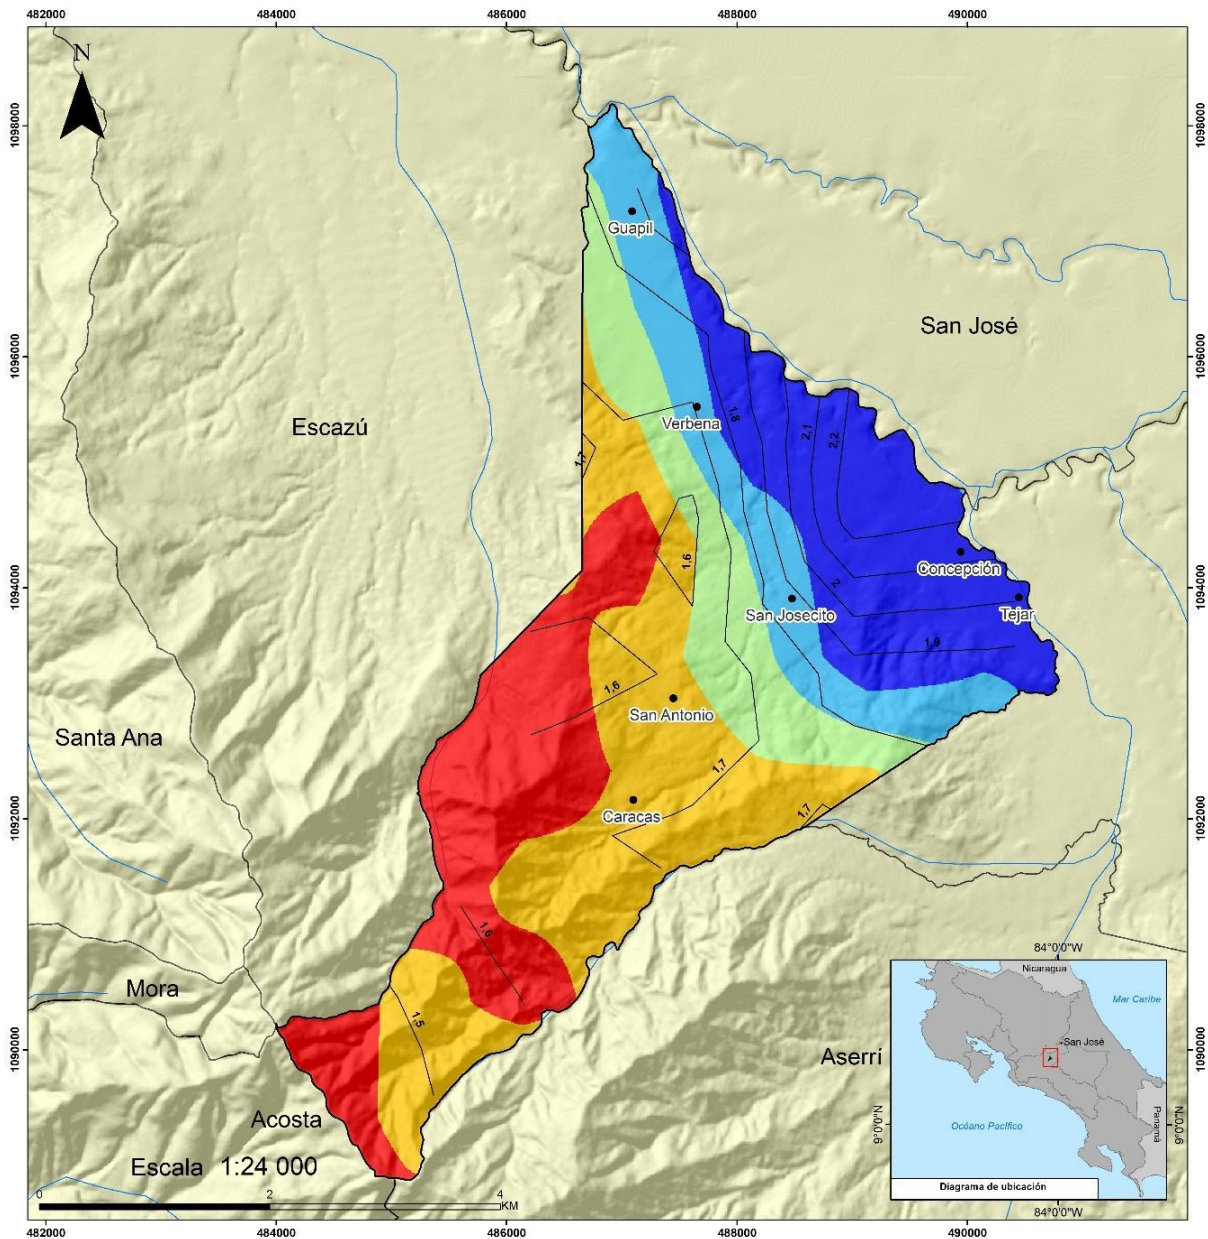 482000
484000
486000
488000
490000
N
1098000
1098000
Guapil
San José
1096000
1096000
Escazú
Verbena
1,8
2,1
2,2
1,7
1,6
Concepción
1094000
1094000
2
San Josecito
Tejar
1,9
1,6
San Antonio
Santa Ana
1,7
1,7
Caracas
1092000
1092000
1,6
84°0'0"W
Nicaragua
Mar Caribe
Mora
1,5
San José
1090000
1090000
Aserrí
Acosta
Océano Pacífico
Panamá
9°0'0"N
9°0'0"N
Escala 1:24 000
Diagrama de ubicación
0
2
4
KM
84°0'0"W
482000
484000
486000
488000
490000